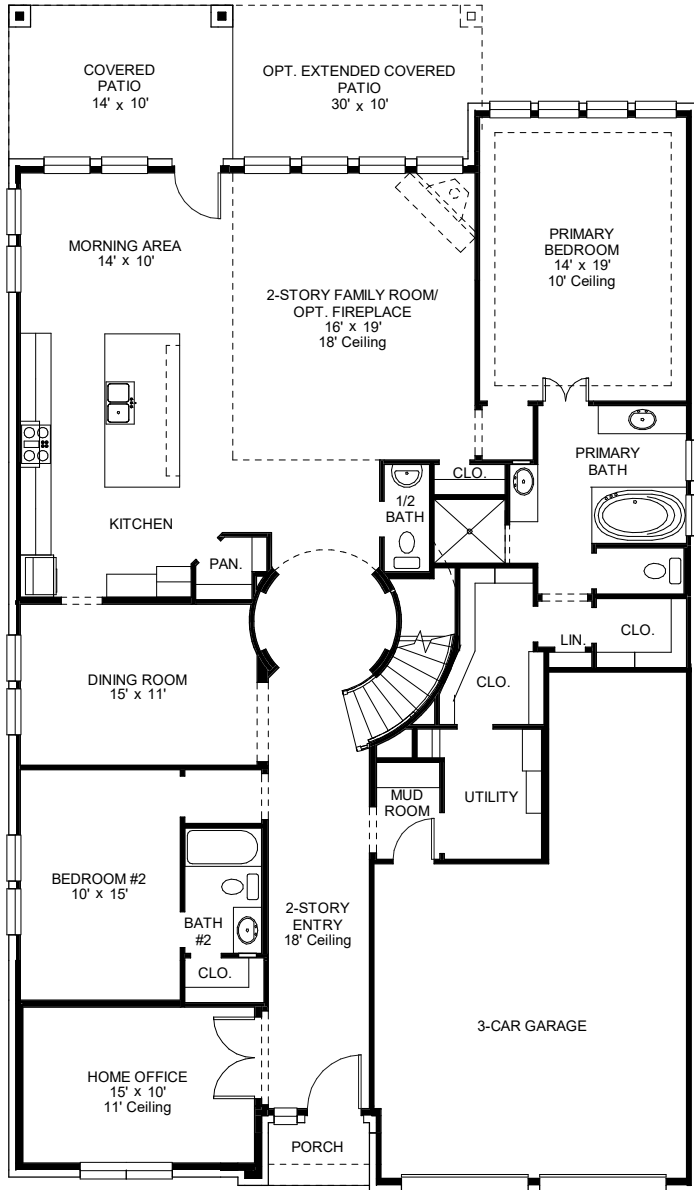 COVERED
PATIO
14' x 10'
OPT. EXTENDED COVERED
PATIO
30' x 10'
MORNING AREA
14' x 10'
PRIMARY
BEDROOM
14' x 19'
10' Ceiling
2-STORY FAMILY ROOM/
OPT. FIREPLACE
16' x 19'
18' Ceiling
PRIMARY
BATH
CLO.
1/2
BATH
KITCHEN
PAN.
LIN.
CLO.
DINING ROOM
15' x 11'
CLO.
MUD
ROOM
UTILITY
BEDROOM #2
10' x 15'
BATH
#2
2-STORY
ENTRY
18' Ceiling
CLO.
3-CAR GARAGE
HOME OFFICE
15' x 10'
11' Ceiling
PORCH